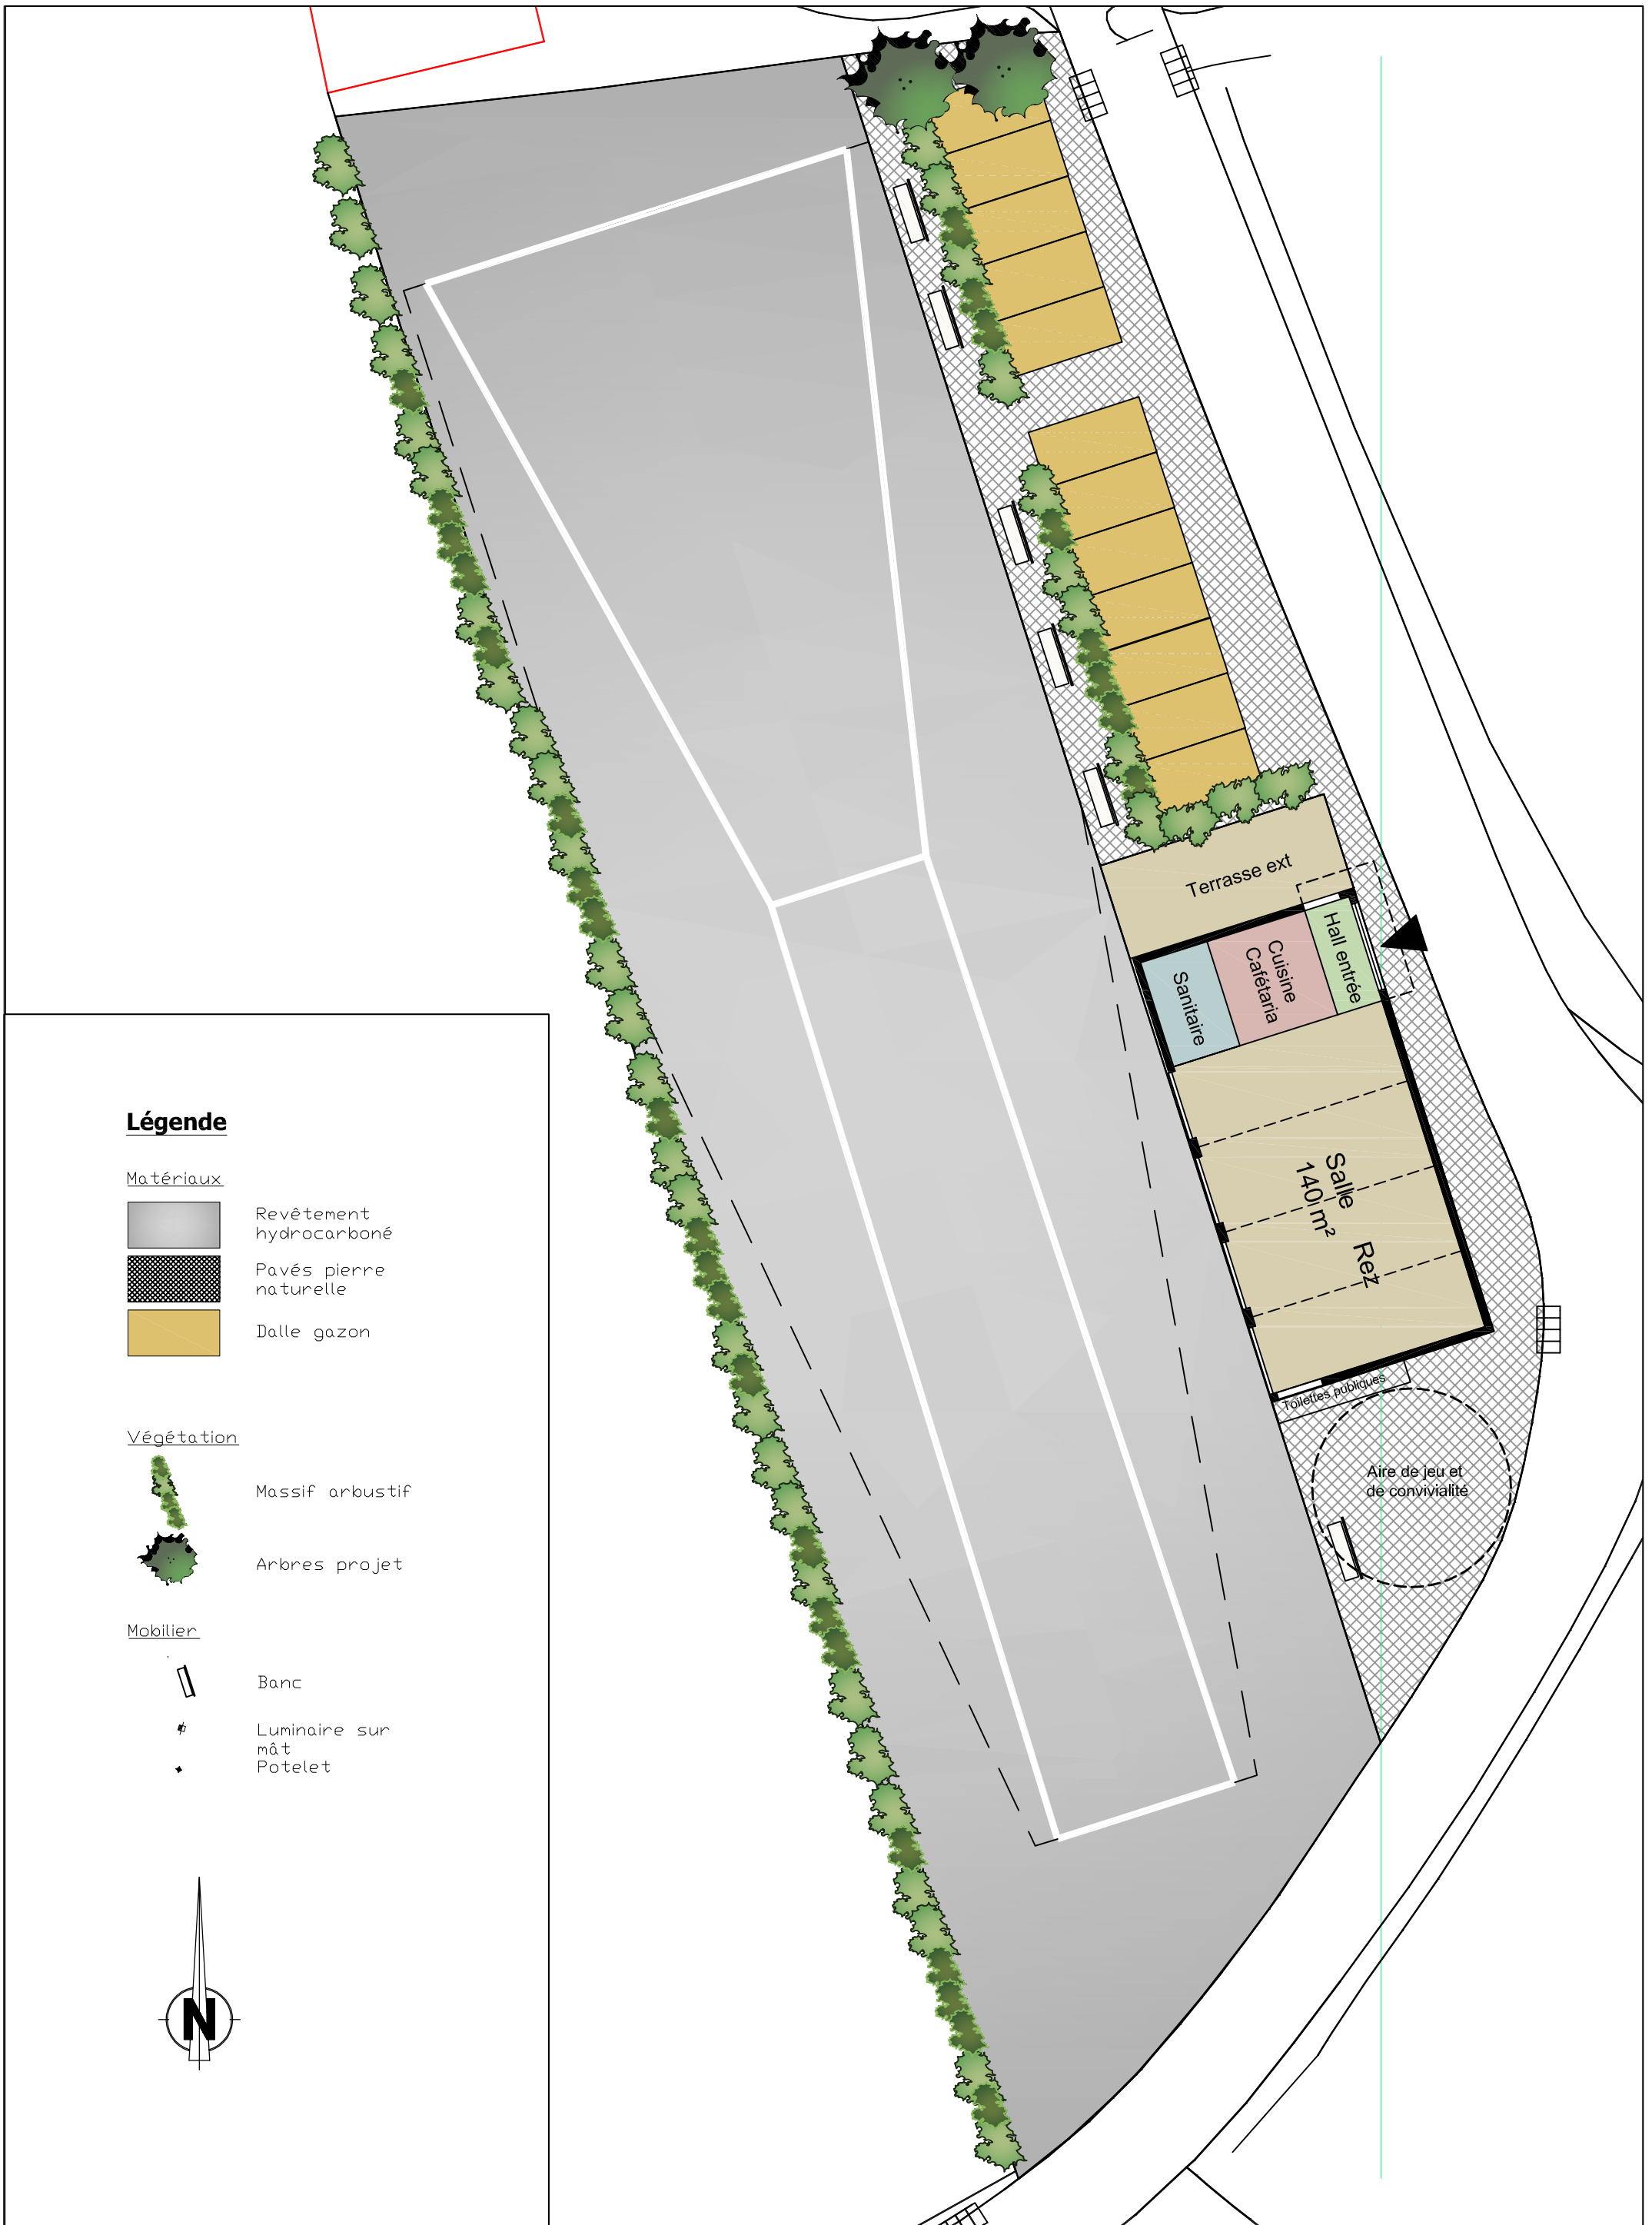 Terrasse ext
Hall entrée
Cuisine
Cafétaria
Sanitaire
Salle
140 m²
Rez
Toilettes publiques
Aire de jeu et
de convivialité
Légende
Matériaux
Revêtement
hydrocarboné
Pavés pierre
naturelle
Dalle gazon
Végétation
Massif arbustif
Arbres projet
Mobilier
Banc
Luminaire sur
mât
Potelet
N